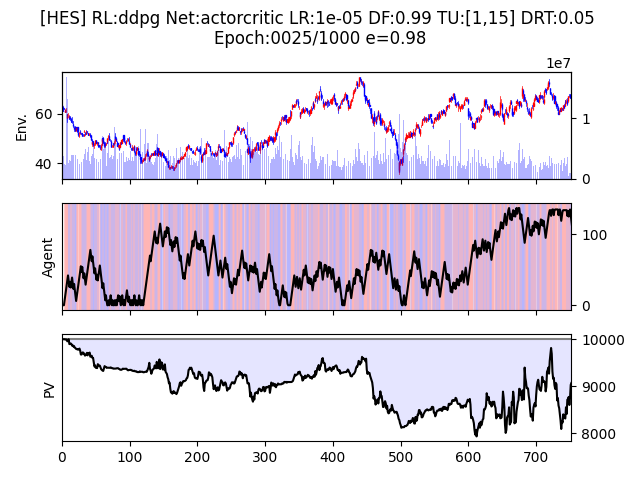 [HES] RL:ddpg Net:actorcritic LR:1e-05 DF:0.99 TU:[1,15] DRT:0.05
Epoch:0025/1000 e=0.98
1e7
Env.
60
40
1
0
Agent
100
0
PV
10000
9000
8000
0 100 200 300 400 500 600 700